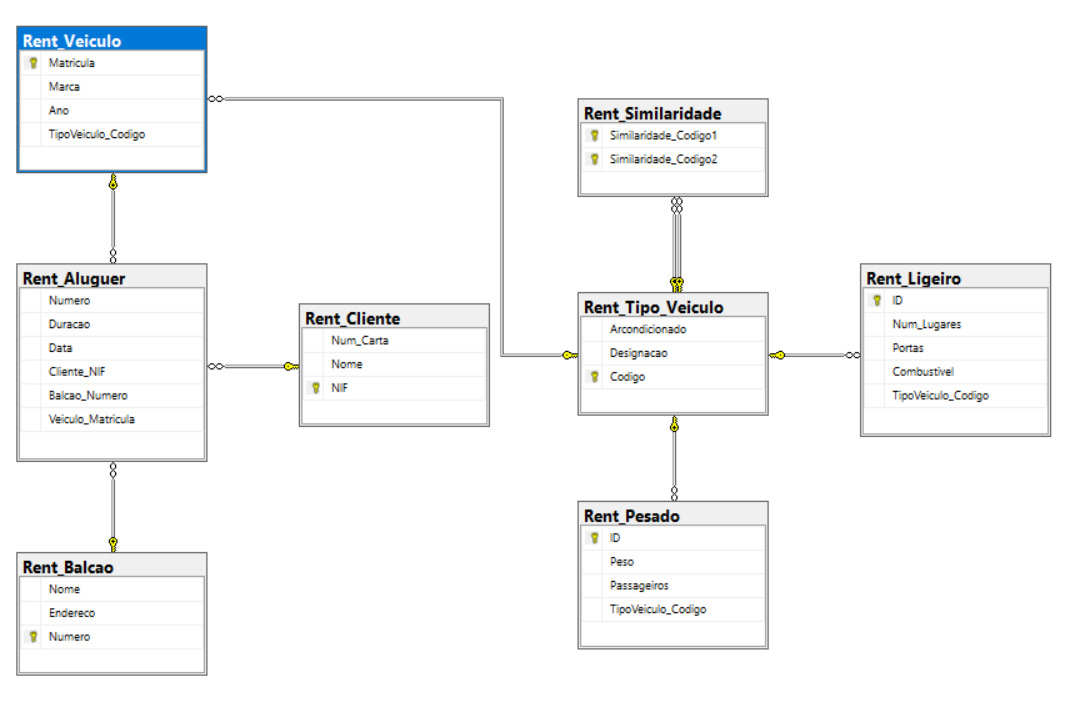 Rent_Veiculo
Matricula
Marca
Ano
TipoVeiculo_Codigo
Rent_Similaridade
Similaridade_Codigo1
Similaridade_Codigo2
Rent_Aluguer
Numero
Duracao
Data
Cliente_NIF
Balcao_Numero
Veiculo_Matricula
Rent_Cliente
Num_Carta
Nome
NIF
Rent_Tipo_Veiculo
Arcondicionado
Designacao
Codigo
Rent_Ligeiro
ID
Num_Lugares
Portas
Combustivel
TipoVeiculo_Codigo
Rent_Balcao
Nome
Endereco
Numero
Rent_Pesado
ID
Peso
Passageiros
TipoVeiculo_Codigo